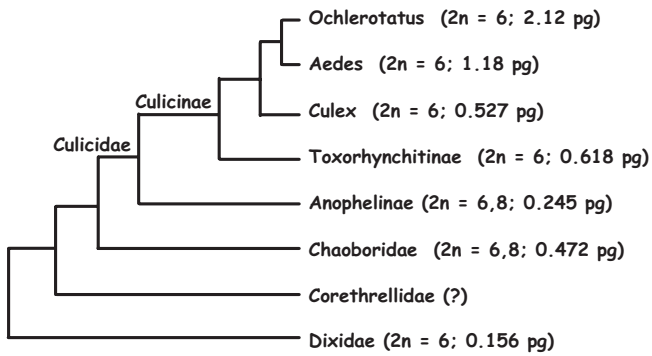 Ochlerotatus (2n = 6; 2.12 pg)
Aedes (2n = 6; 1.18 pg)
Culicinae
Culex (2n = 6; 0.527 pg)
Culicidae
Toxorhynchitinae (2n = 6; 0.618 pg)
Anophelinae (2n = 6,8; 0.245 pg)
Chaoboridae (2n = 6,8; 0.472 pg)
Corethrellidae (?)
Dixidae (2n = 6; 0.156 pg)